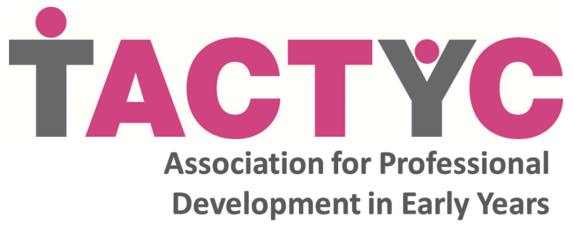 TACTYC
Association for Professional
Development in Early Years